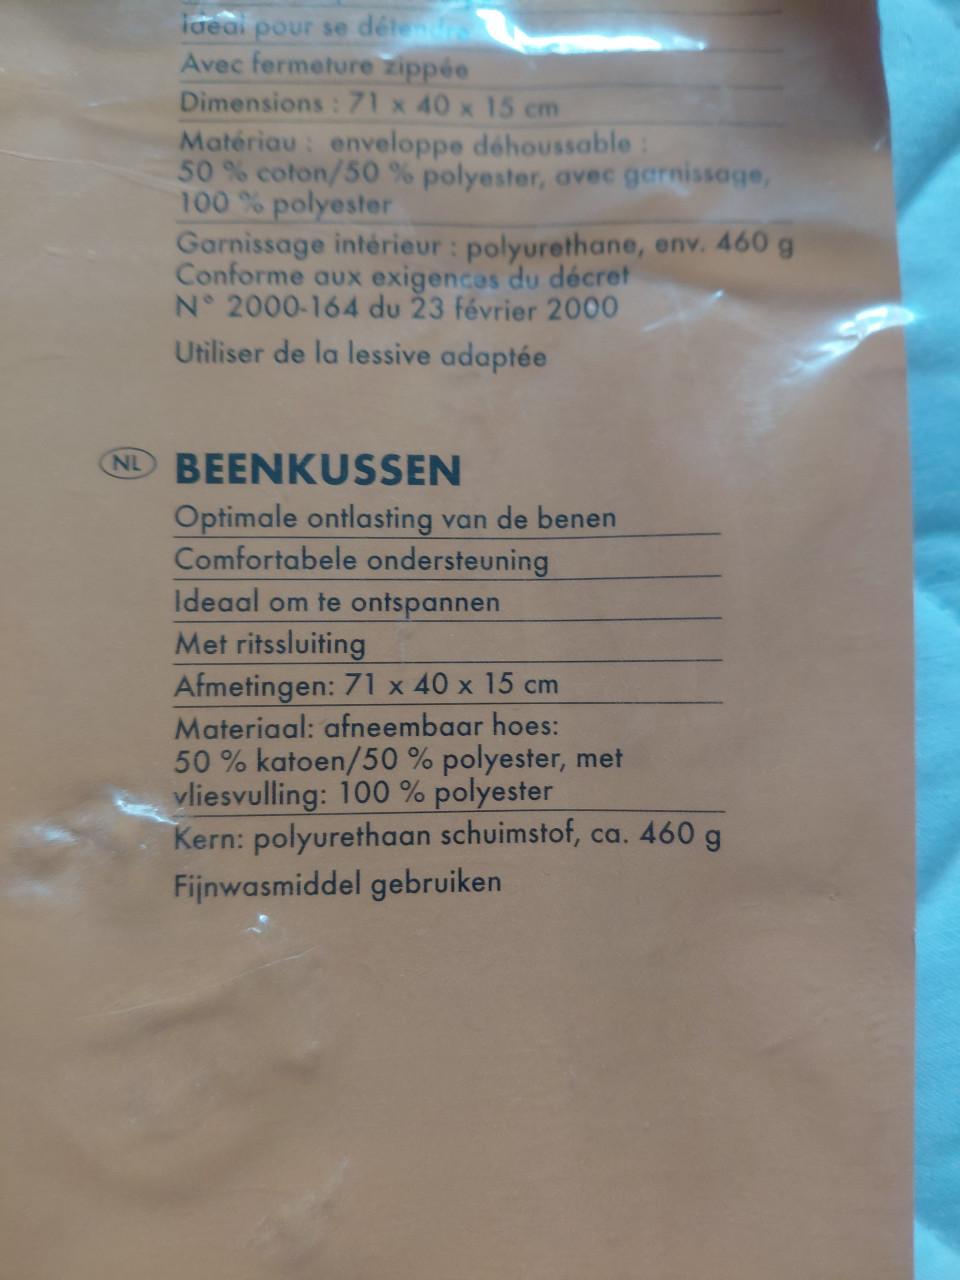 Idéal pour se détendre
Avec fermeture zippée
Dimensions : 71 x 40 x 15 cm
Matériau : enveloppe déhoussable :
50 % coton/50 % polyester, avec garnissage,
100 % polyester
Garnissage intérieur : polyurethane, env. 460 g
Conforme aux exigences du décret
N° 2000-164 du 23 février 2000
Utiliser de la lessive adaptée
NL BEENKUSSEN
Optimale ontlasting van de benen
Comfortabele ondersteuning
Ideaal om te ontspannen
Met ritssluiting
Afmetingen: 71 x 40 x 15 cm
Materiaal: afneembaar hoes:
50 % katoen/50 % polyester, met
vliesvulling: 100 % polyester
Kern: polyurethaan schuimstof, ca. 460 g
Fijnwasmiddel gebruiken